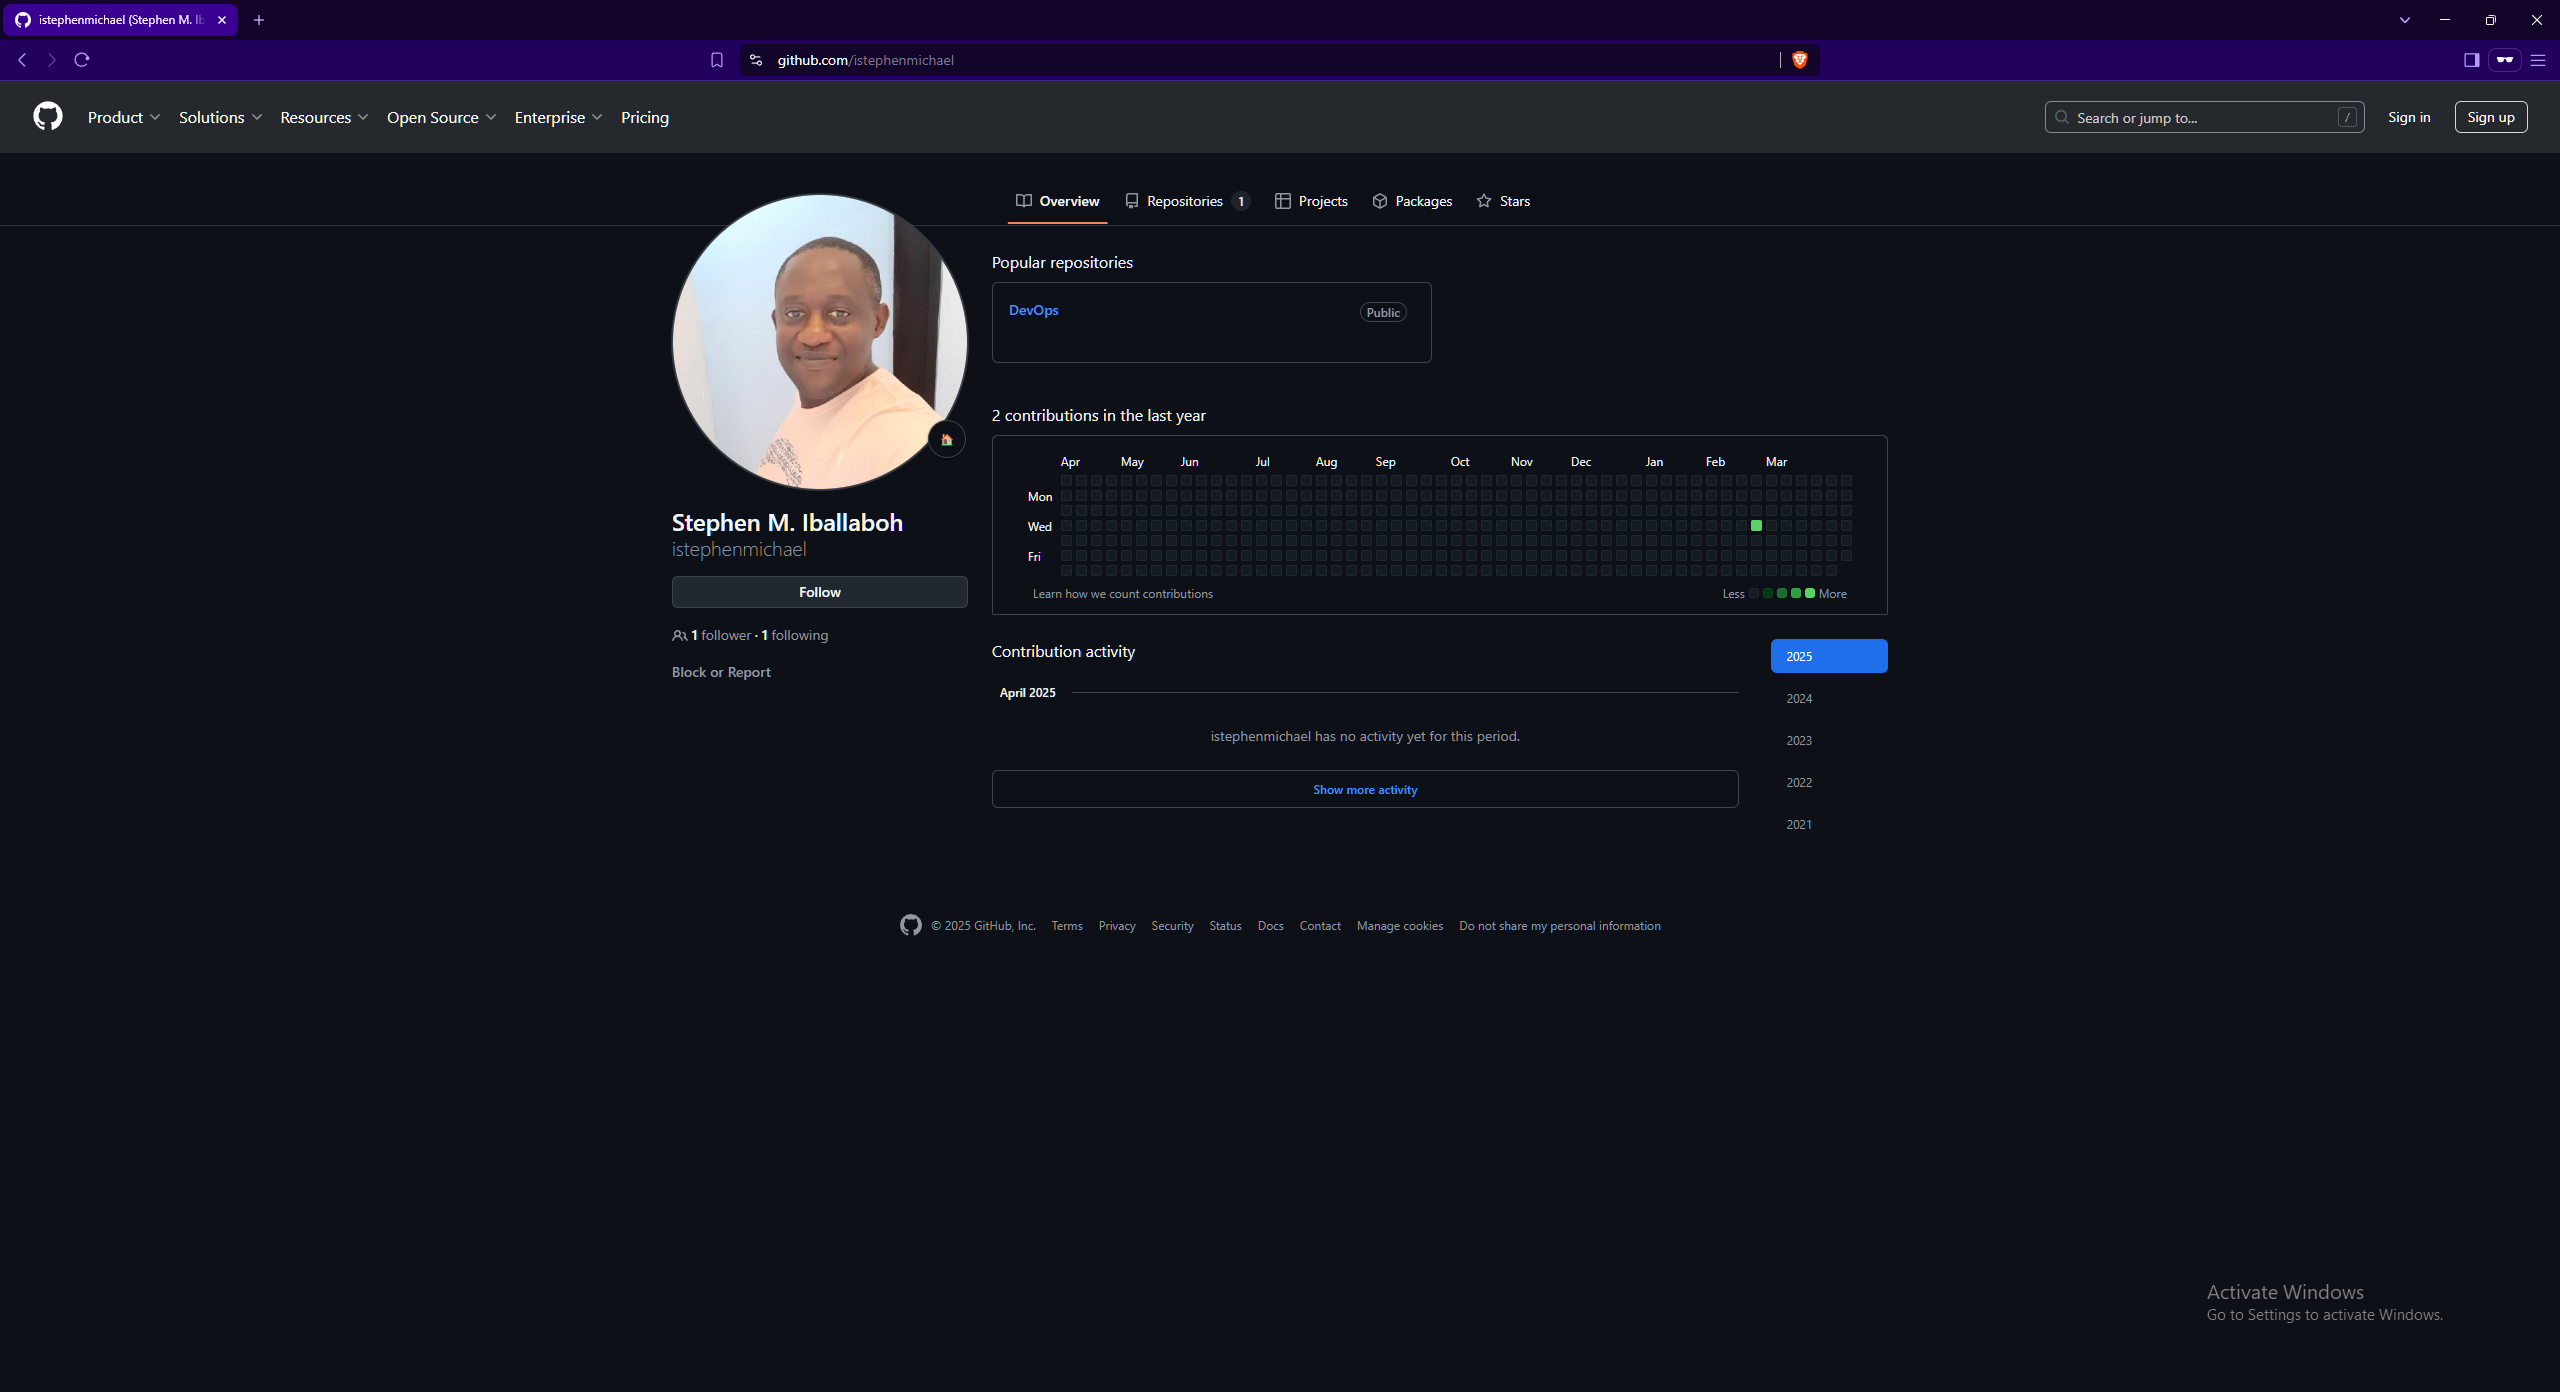 istephenmichael (Stephen M. Ib
github.com/istephenmichael
Product Solutions Resources Open Source Enterprise Pricing
Search or jump to... /
Sign in
Sign up
Overview Repositories 1 Projects Packages Stars
Popular repositories
DevOps Public
2 contributions in the last year
Apr May Jun Jul Aug Sep Oct Nov Dec Jan Feb Mar
Mon
Wed
Fri
Learn how we count contributions
Less More
Stephen M. Iballaboh
istephenmichael
Follow
1 follower · 1 following
Block or Report
Contribution activity
April 2025
istephenmichael has no activity yet for this period.
Show more activity
2025
2024
2023
2022
2021
© 2025 GitHub, Inc. Terms Privacy Security Status Docs Contact Manage cookies Do not share my personal information
Activate Windows
Go to Settings to activate Windows.